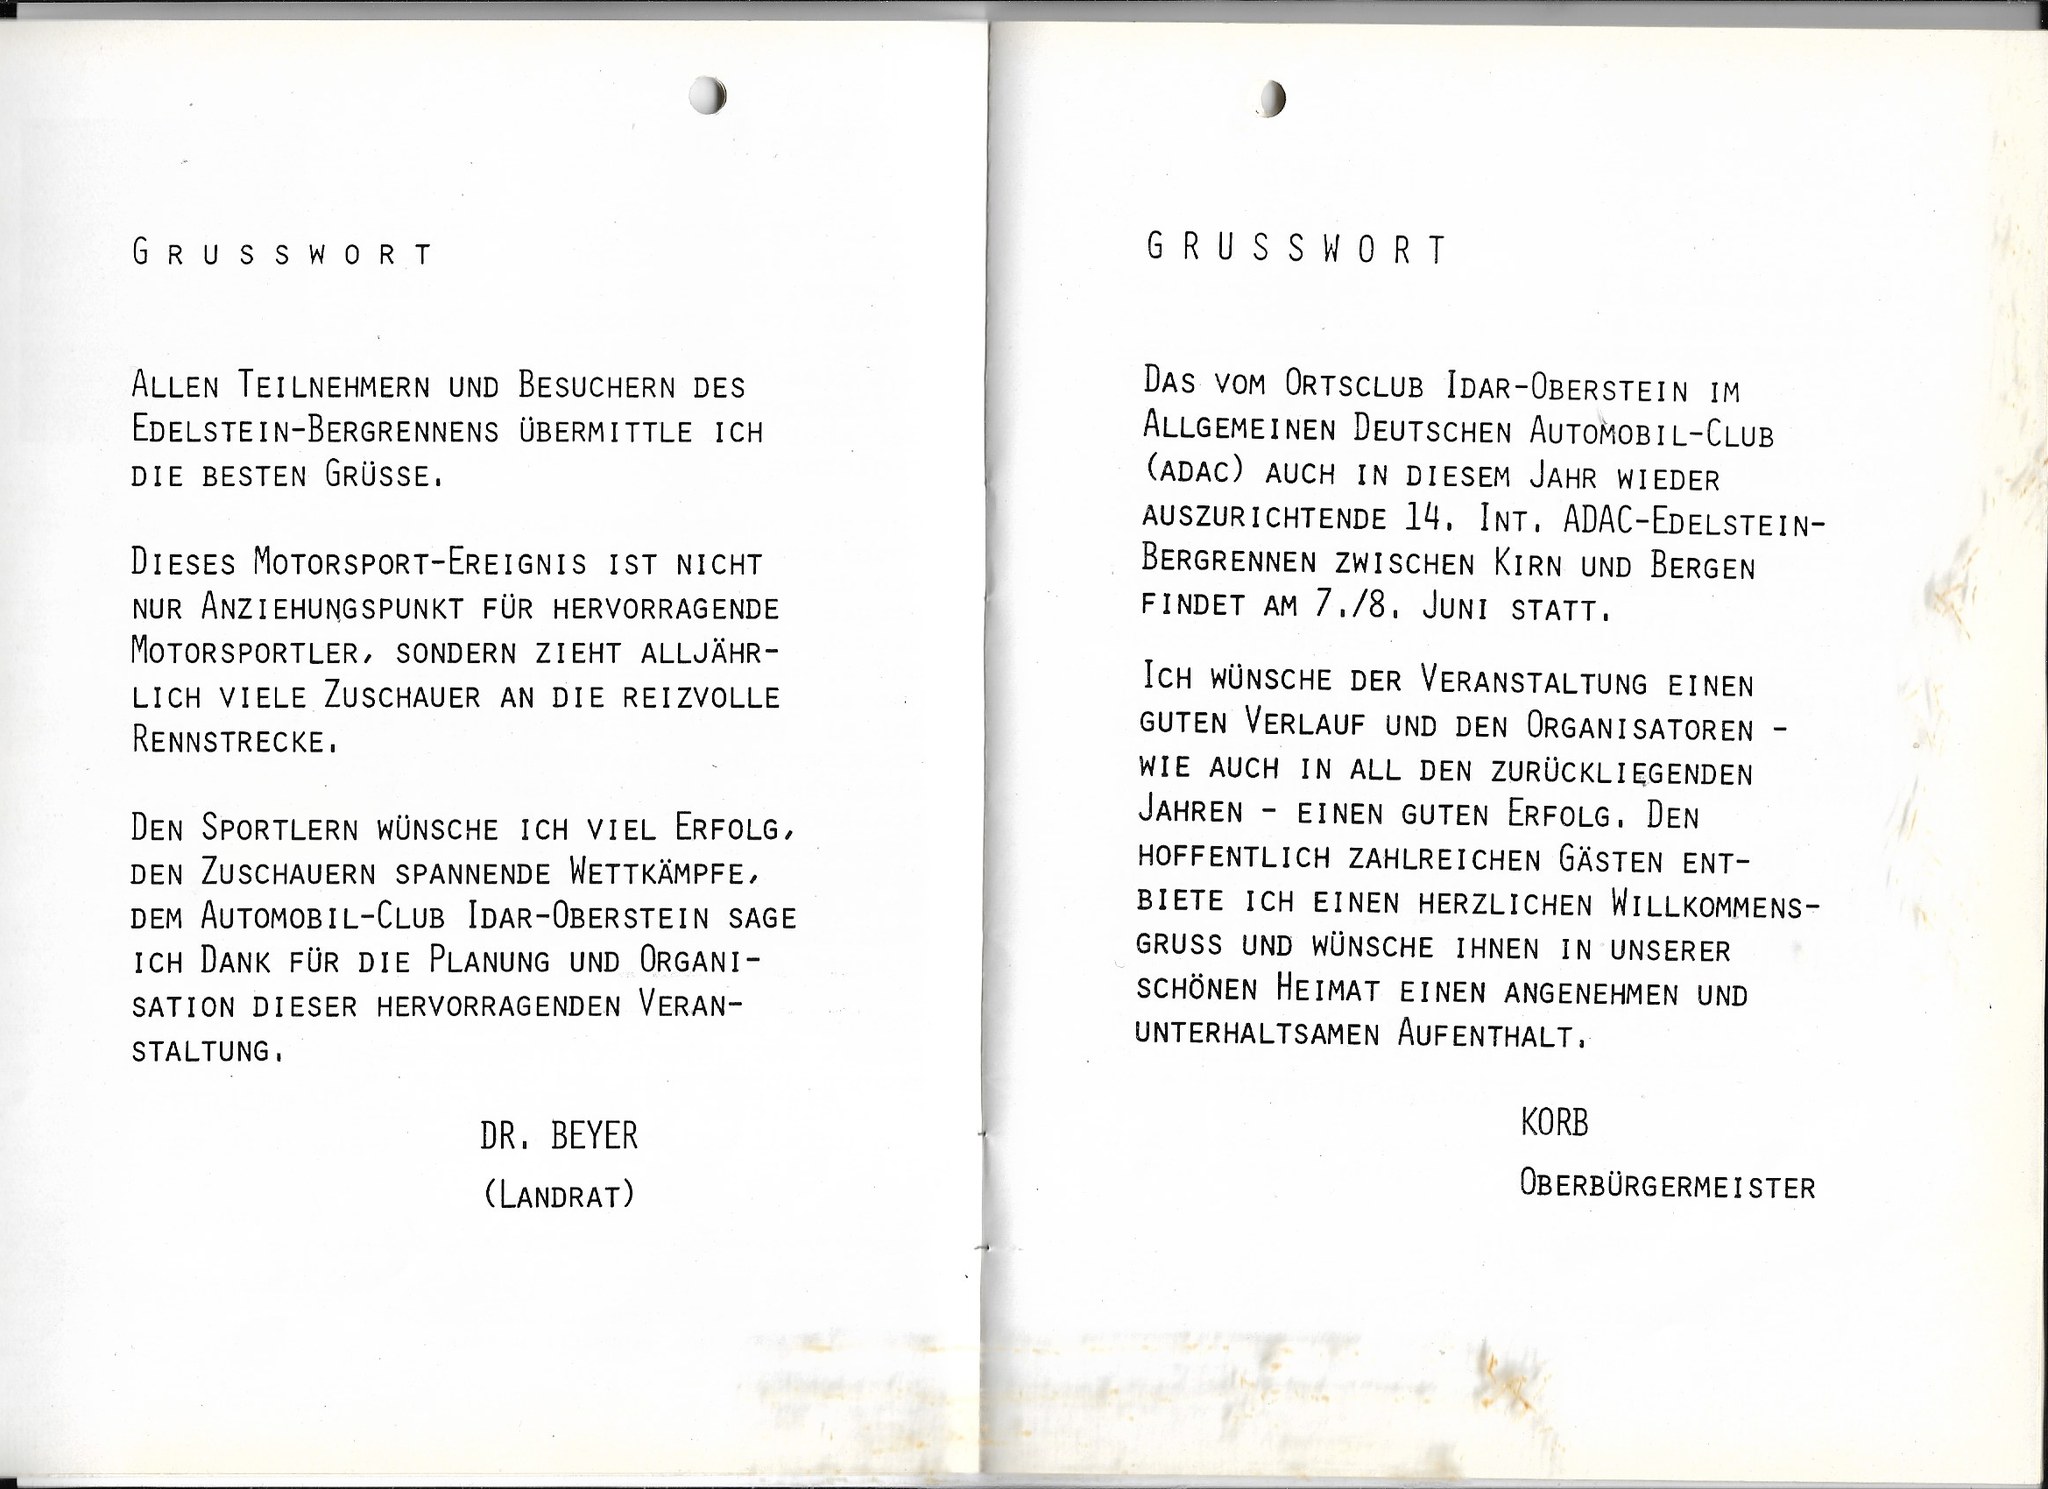 GRUSSWORT
ALLEN TEILNEHMERN UND BESUCHERN DES
EDELSTEIN-BERGRENNENS ÜBERMITTLE ICH
DIE BESTEN GRÜSSE.
DIESES MOTORSPORT-EREIGNIS IST NICHT
NUR ANZIEHUNGSPUNKT FÜR HERVORRAGENDE
MOTORSPORTLER, SONDERN ZIEHT ALLJÄHR-
LICH VIELE ZUSCHAUER AN DIE REIZVOLLE
RENNSTRECKE.
DEN SPORTLERN WÜNSCHE ICH VIEL ERFOLG,
DEN ZUSCHAUERN SPANNENDE WETTKÄMPFE,
DEM AUTOMOBIL-CLUB IDAR-OBERSTEIN SAGE
ICH DANK FÜR DIE PLANUNG UND ORGANI-
SATION DIESER HERVORRAGENDEN VERAN-
STALTUNG.
DR. BEYER
(LANDRAT)
GRUSSWORT
DAS VOM ORTSCLUB IDAR-OBERSTEIN IM
ALLGEMEINEN DEUTSCHEN AUTOMOBIL-CLUB
(ADAC) AUCH IN DIESEM JAHR WIEDER
AUSZURICHTENDE 14. INT. ADAC-EDELSTEIN-
BERGRENNEN ZWISCHEN KIRN UND BERGEN
FINDET AM 7./8. JUNI STATT.
ICH WÜNSCHE DER VERANSTALTUNG EINEN
GUTEN VERLAUF UND DEN ORGANISATOREN -
WIE AUCH IN ALL DEN ZURÜCKLIEGENDEN
JAHREN - EINEN GUTEN ERFOLG. DEN
HOFFENTLICH ZAHLREICHEN GÄSTEN ENT-
BIETE ICH EINEN HERZLICHEN WILLKOMMENS-
GRUSS UND WÜNSCHE IHNEN IN UNSERER
SCHÖNEN HEIMAT EINEN ANGENEHMEN UND
UNTERHALTSAMEN AUFENTHALT.
KORB
OBERBÜRGERMEISTER